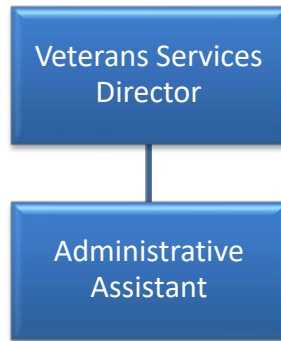 Veterans Services
Director
Administrative
Assistant